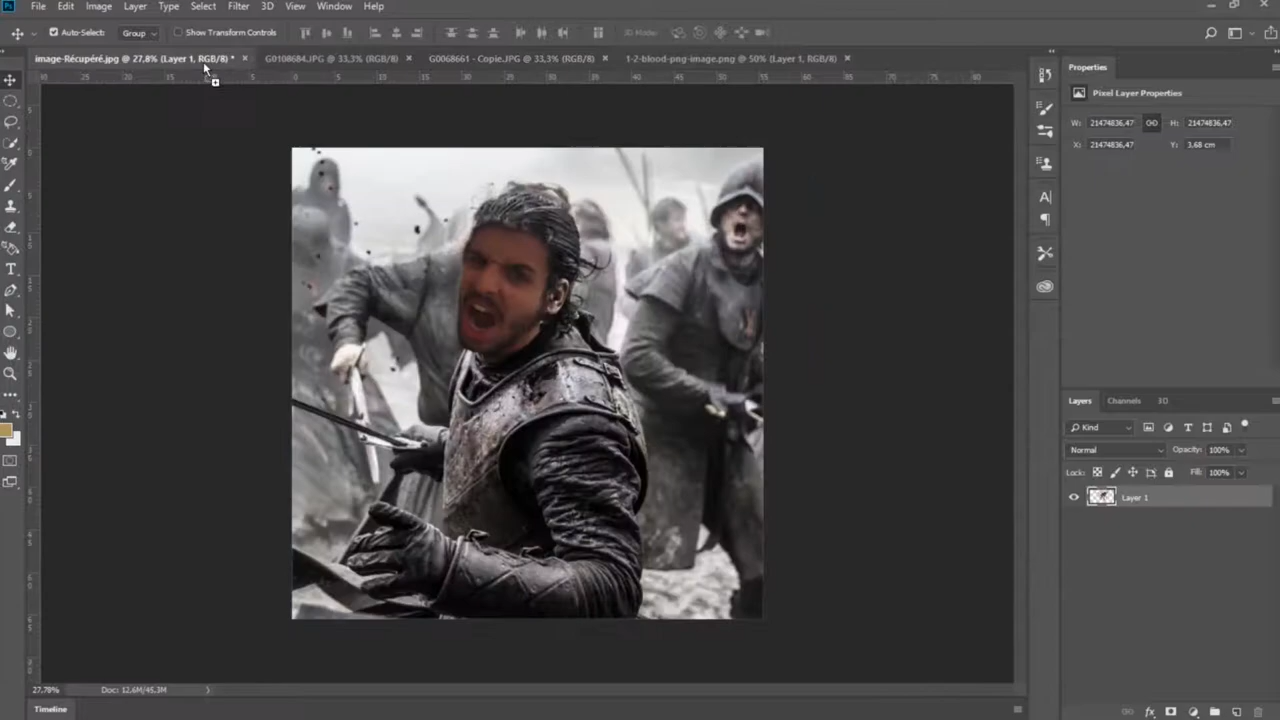 Ps File Edit Image Layer Type Select Filter 3D View Window Help
Auto-Select: Group Show Transform Controls 3D Mode:
image-Récupéré.jpg @ 27,8% (Layer 1, RGB/8) * × G0108684.JPG @ 33,3% (RGB/8) × G0068661 - Copie.JPG @ 33,3% (RGB/8) × 1-2-blood-png-image.png @ 50% (Layer 1, RGB/8) ×
Properties
Pixel Layer Properties
W: 21474836,47 H: 21474836,47
X: 21474836,47 Y: 3,68 cm
Layers Channels 3D
Kind
Normal Opacity: 100%
Lock: Fill: 100%
Layer 1
27,78% Doc: 12,6M/45,3M
Timeline